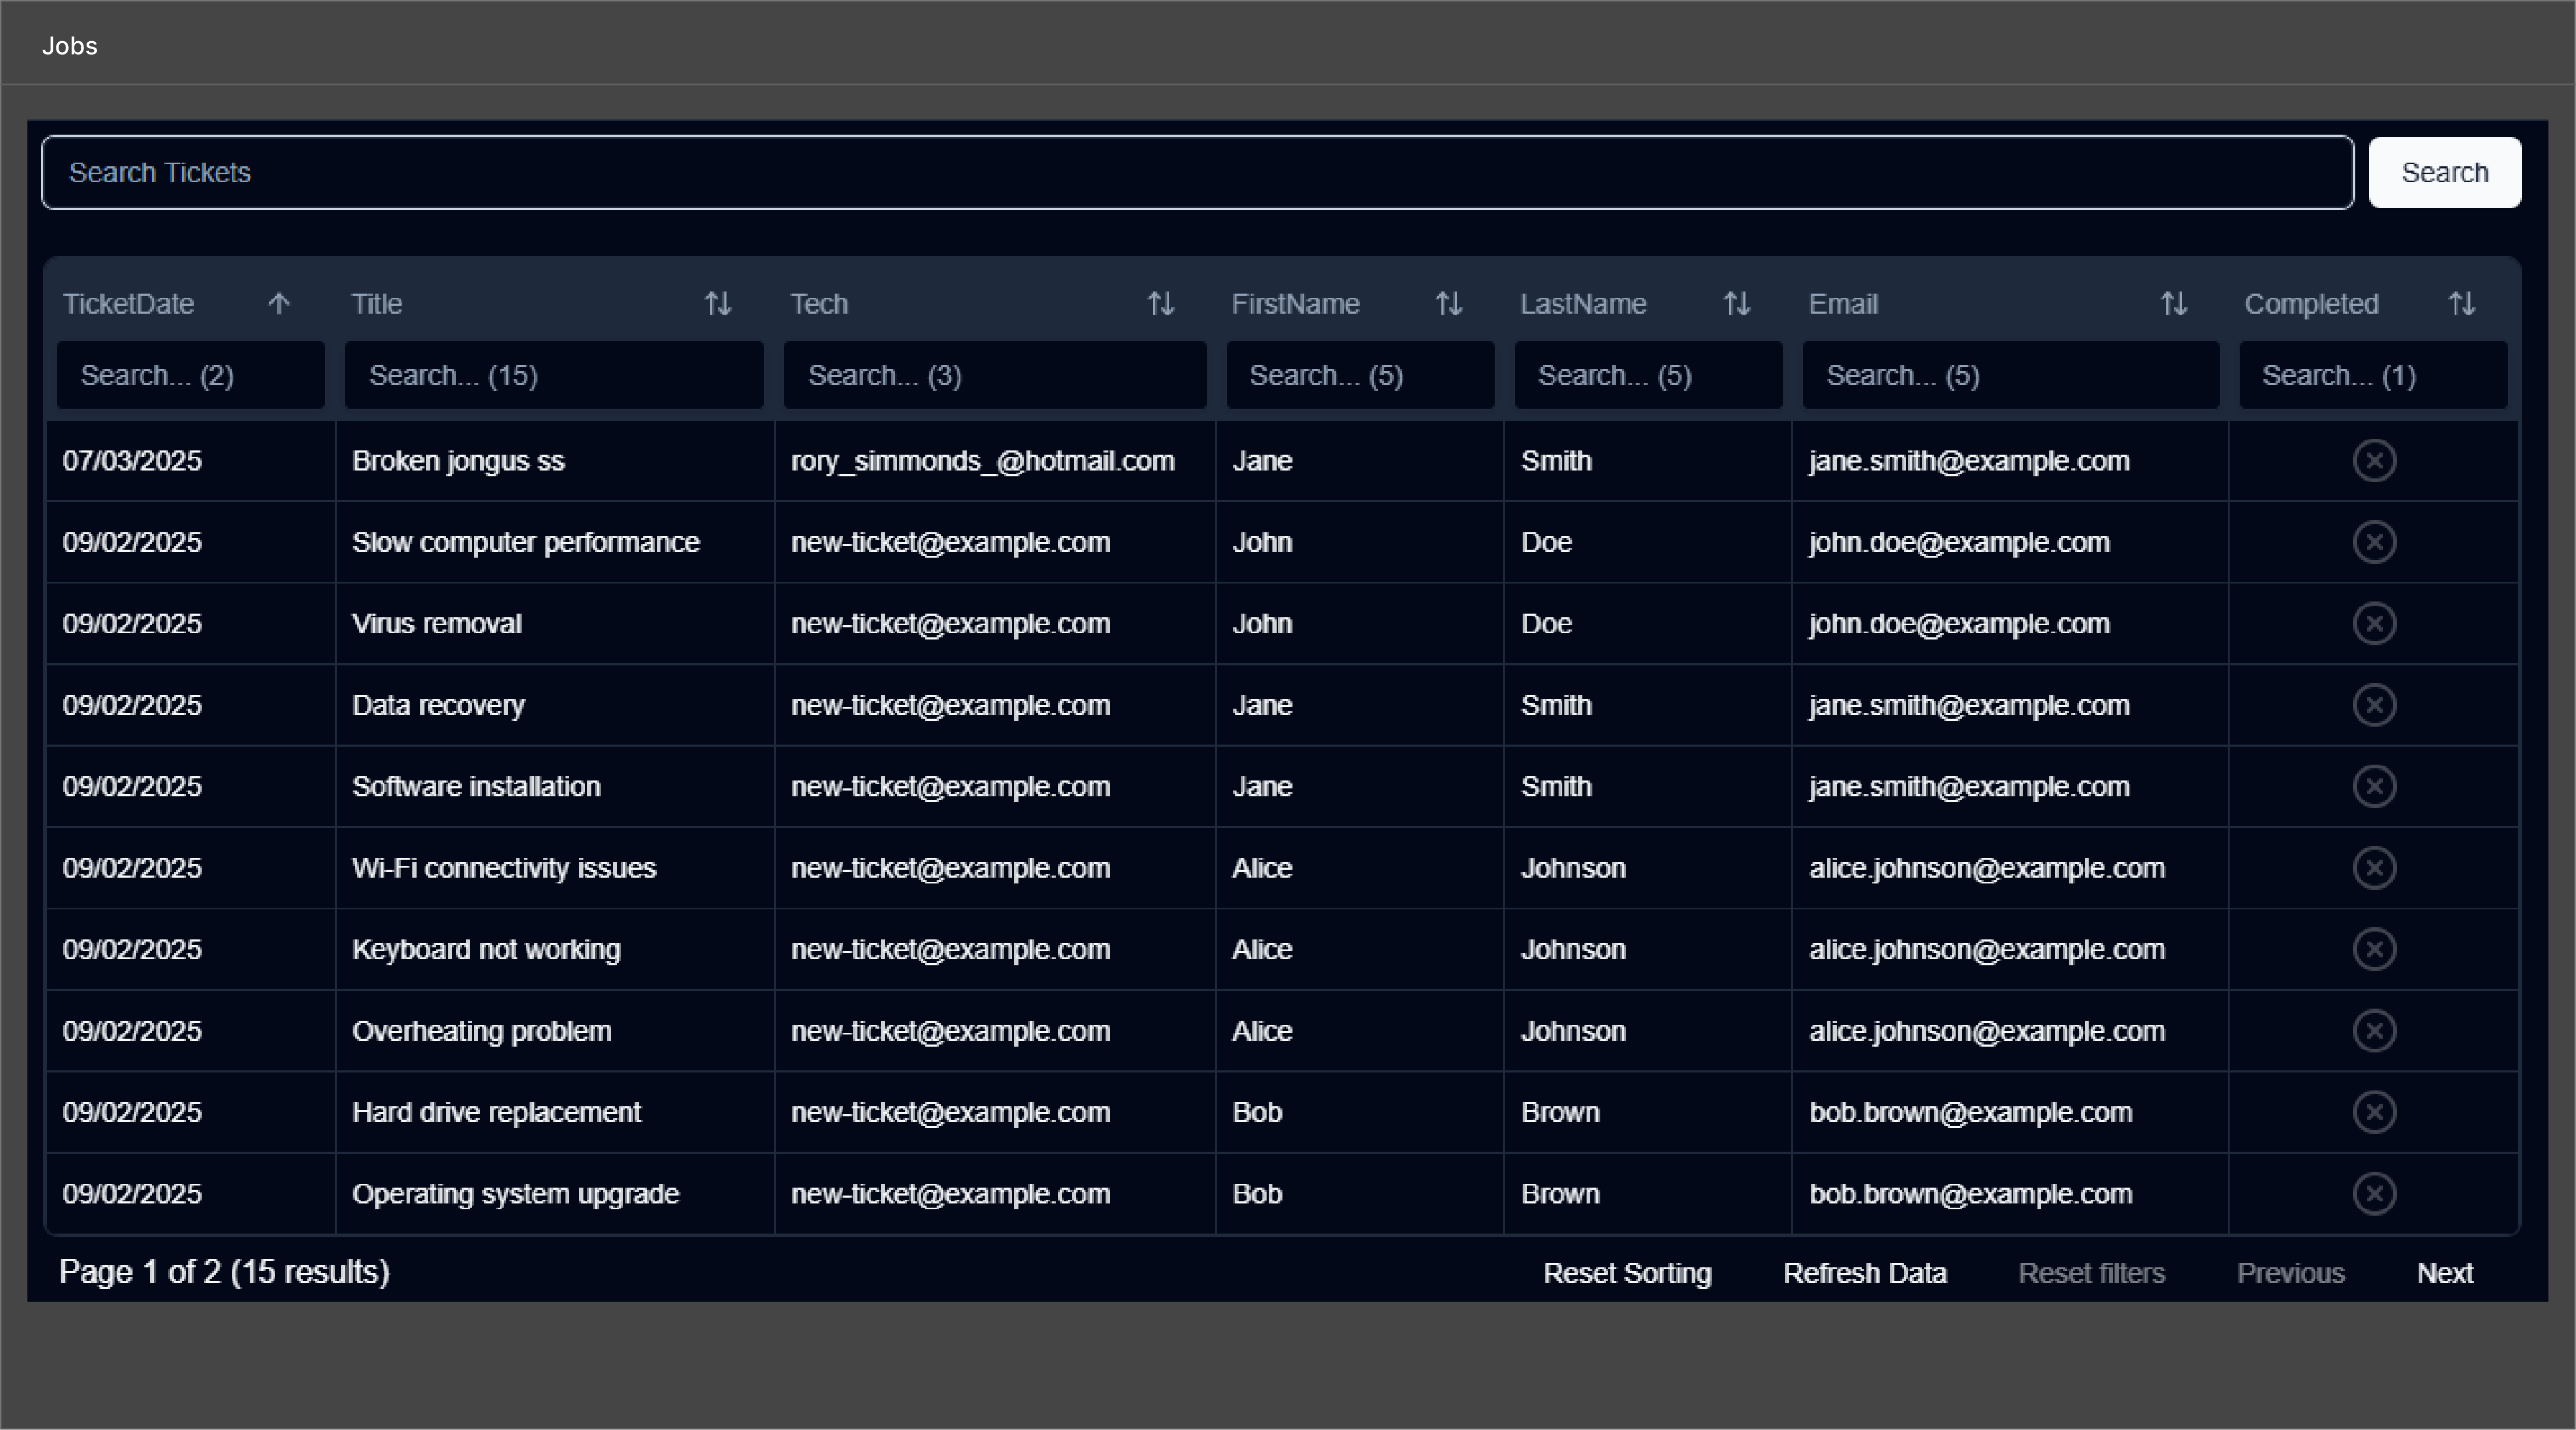 Jobs
Search Tickets Search
TicketDate Title Tech FirstName LastName Email Completed
Search... (2) Search... (15) Search... (3) Search... (5) Search... (5) Search... (5) Search... (1)
07/03/2025 Broken jongus ss rory_simmonds_@hotmail.com Jane Smith jane.smith@example.com
09/02/2025 Slow computer performance new-ticket@example.com John Doe john.doe@example.com
09/02/2025 Virus removal new-ticket@example.com John Doe john.doe@example.com
09/02/2025 Data recovery new-ticket@example.com Jane Smith jane.smith@example.com
09/02/2025 Software installation new-ticket@example.com Jane Smith jane.smith@example.com
09/02/2025 Wi-Fi connectivity issues new-ticket@example.com Alice Johnson alice.johnson@example.com
09/02/2025 Keyboard not working new-ticket@example.com Alice Johnson alice.johnson@example.com
09/02/2025 Overheating problem new-ticket@example.com Alice Johnson alice.johnson@example.com
09/02/2025 Hard drive replacement new-ticket@example.com Bob Brown bob.brown@example.com
09/02/2025 Operating system upgrade new-ticket@example.com Bob Brown bob.brown@example.com
Page 1 of 2 (15 results) Reset Sorting Refresh Data Reset filters Previous Next